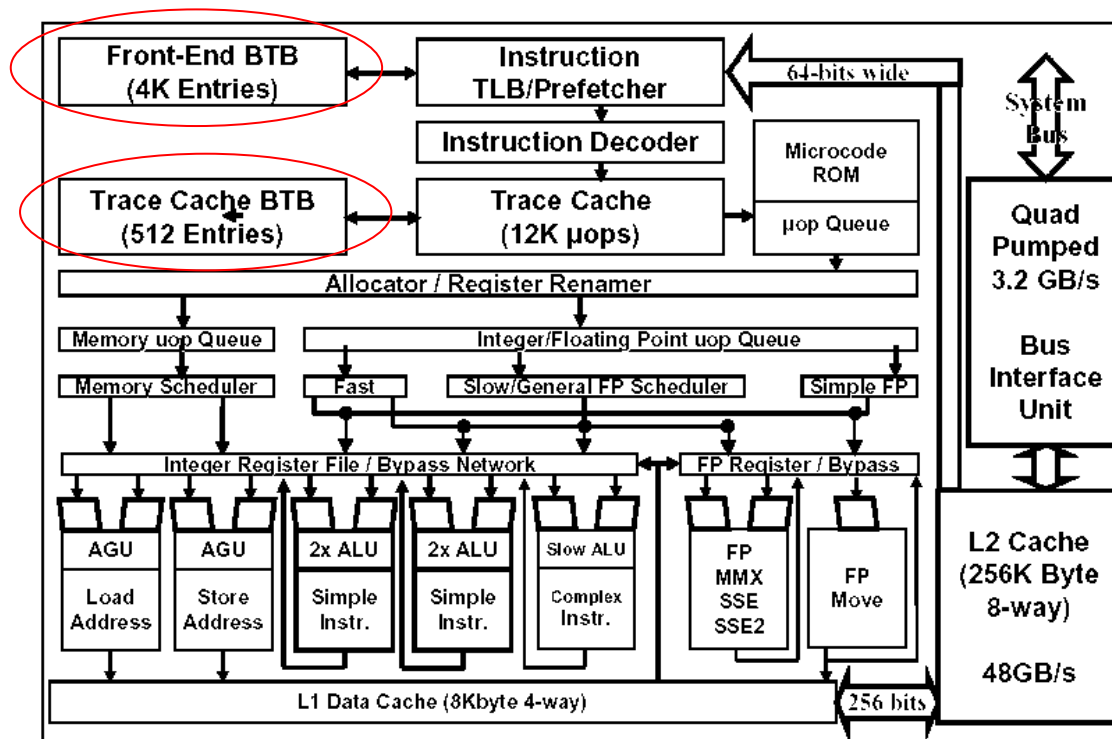 Front-End BTB
(4K Entries)
Instruction
TLB/Prefetcher
64-bits wide
System
Bus
Instruction Decoder
Microcode
ROM
Trace Cache BTB
(512 Entries)
Trace Cache
(12K µops)
µop Queue
Quad
Pumped
3.2 GB/s
Bus
Interface
Unit
Allocator / Register Renamer
Memory uop Queue
Integer/Floating Point uop Queue
Memory Scheduler
Fast
Slow/General FP Scheduler
Simple FP
Integer Register File / Bypass Network
FP Register / Bypass
AGU
Load
Address
AGU
Store
Address
2x ALU
Simple
Instr.
2x ALU
Simple
Instr.
Slow ALU
Complex
Instr.
FP
MMX
SSE
SSE2
FP
Move
L2 Cache
(256K Byte
8-way)
48GB/s
L1 Data Cache (8Kbyte 4-way)
256 bits